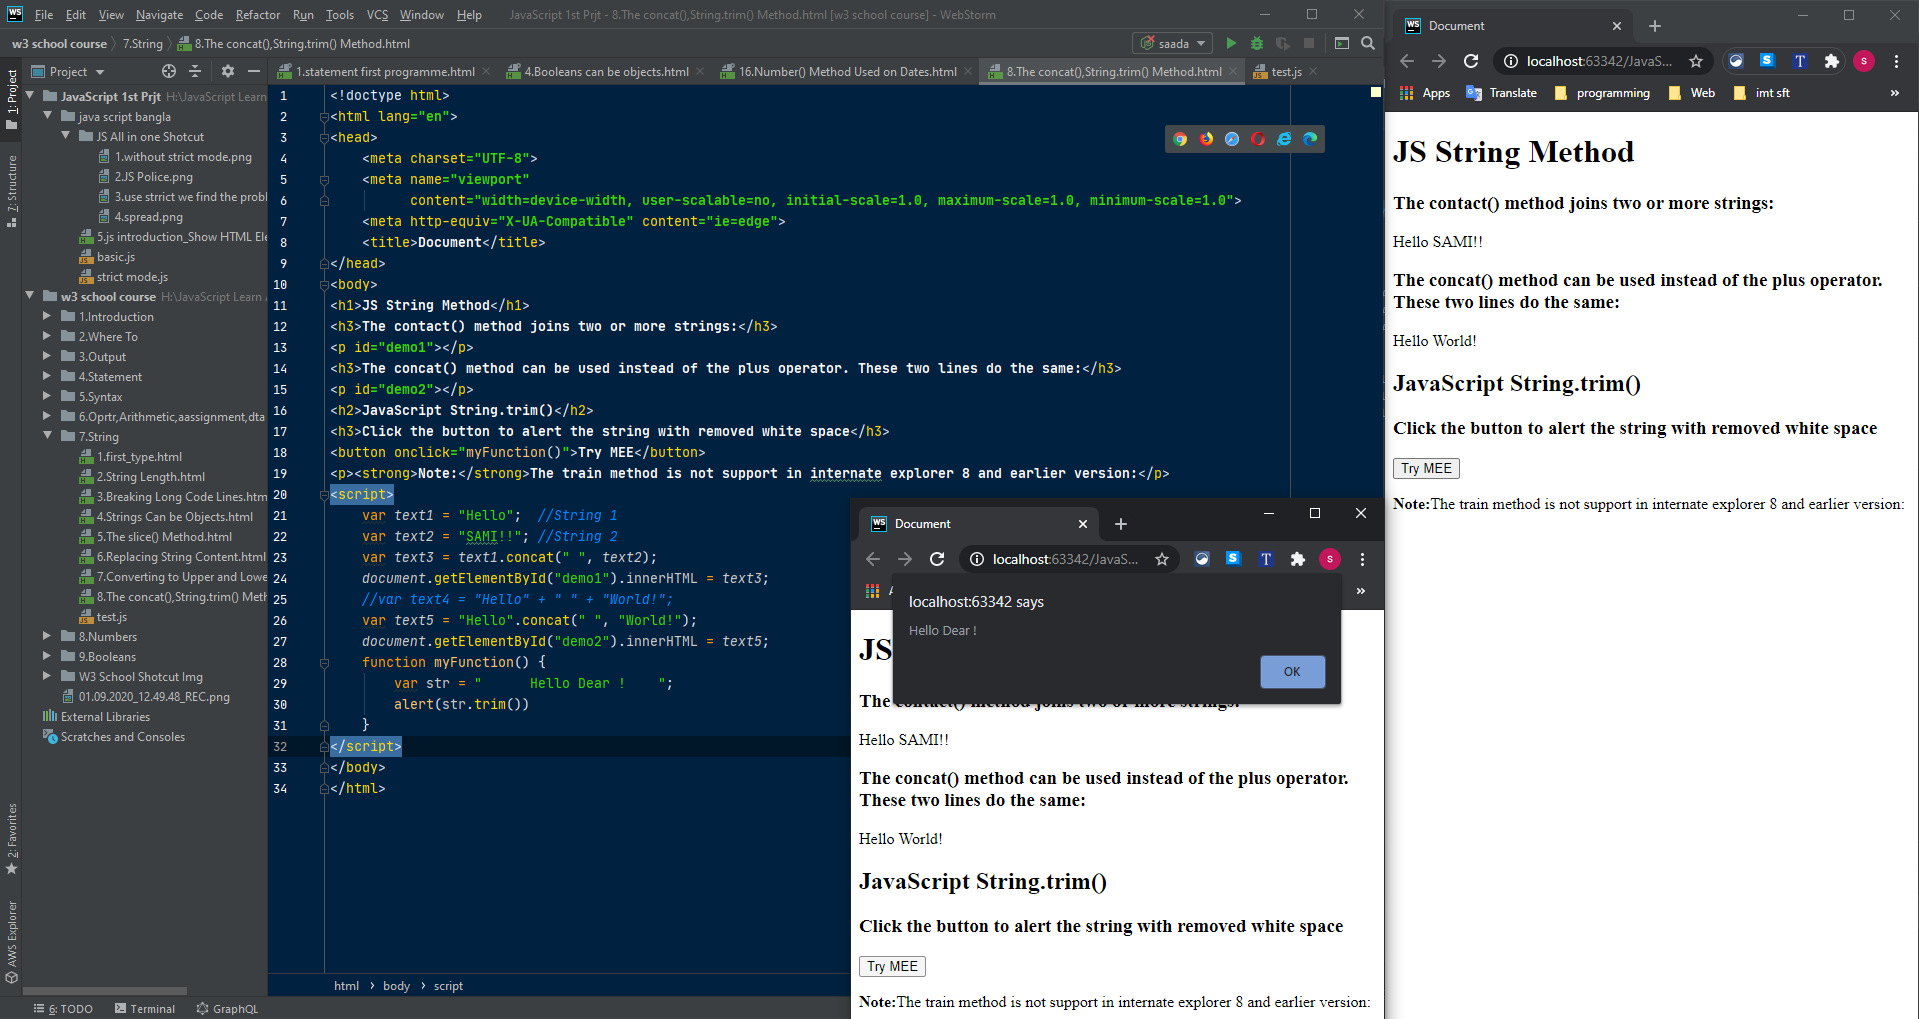 File Edit View Navigate Code Refactor Run Tools VCS Window Help JavaScript 1st Prjt - 8.The concat(),String.trim() Method.html [w3 school course] - WebStorm
w3 school course 7.String 8.The concat(),String.trim() Method.html
saada
Project
1.statement first programme.html
4.Booleans can be objects.html
16.Number() Method Used on Dates.html
8.The concat(),String.trim() Method.html
test.js
1: Project
7: Structure
2: Favorites
AWS Explorer
JavaScript 1st Prjt H:\JavaScript Learn
java script bangla
JS All in one Shotcut
1.without strict mode.png
2.JS Police.png
3.use strrict we find the probl
4.spread.png
5.js introduction_Show HTML Ele
basic.js
strict mode.js
w3 school course H:\JavaScript Learn
1.Introduction
2.Where To
3.Output
4.Statement
5.Syntax
6.Oprtr,Arithmetic,aassignment,dta
7.String
1.first_type.html
2.String Length.html
3.Breaking Long Code Lines.htm
4.Strings Can be Objects.html
5.The slice() Method.html
6.Replacing String Content.html
7.Converting to Upper and Lowe
8.The concat(),String.trim() Meth
test.js
8.Numbers
9.Booleans
W3 School Shotcut Img
01.09.2020_12.49.48_REC.png
External Libraries
Scratches and Consoles
1 <!doctype html>
2 <html lang="en">
3 <head>
4 <meta charset="UTF-8">
5 <meta name="viewport"
6 content="width=device-width, user-scalable=no, initial-scale=1.0, maximum-scale=1.0, minimum-scale=1.0">
7 <meta http-equiv="X-UA-Compatible" content="ie=edge">
8 <title>Document</title>
9 </head>
10 <body>
11 <h1>JS String Method</h1>
12 <h3>The contact() method joins two or more strings:</h3>
13 <p id="demo1"></p>
14 <h3>The concat() method can be used instead of the plus operator. These two lines do the same:</h3>
15 <p id="demo2"></p>
16 <h2>JavaScript String.trim()</h2>
17 <h3>Click the button to alert the string with removed white space</h3>
18 <button onclick="myFunction()">Try MEE</button>
19 <p><strong>Note:</strong>The train method is not support in internate explorer 8 and earlier version:</p>
20 <script>
21 var text1 = "Hello"; //String 1
22 var text2 = "SAMI!!"; //String 2
23 var text3 = text1.concat(" ", text2);
24 document.getElementById("demo1").innerHTML = text3;
25 //var text4 = "Hello" + " " + "World!";
26 var text5 = "Hello".concat(" ", "World!");
27 document.getElementById("demo2").innerHTML = text5;
28 function myFunction() {
29 var str = "      Hello Dear !    ";
30 alert(str.trim())
31 }
32 </script>
33 </body>
34 </html>
html body script
6: TODO Terminal GraphQL
Document
localhost:63342/JavaS...
T
s
Apps Translate programming Web imt sft »
JS String Method
The contact() method joins two or more strings:
Hello SAMI!!
The concat() method can be used instead of the plus operator.
These two lines do the same:
Hello World!
JavaScript String.trim()
Click the button to alert the string with removed white space
Try MEE
Note:The train method is not support in internate explorer 8 and earlier version:
Document
localhost:63342/JavaS...
T
s
»
localhost:63342 says
Hello Dear !
OK
JS
The contact() method joins two or more strings:
Hello SAMI!!
The concat() method can be used instead of the plus operator.
These two lines do the same:
Hello World!
JavaScript String.trim()
Click the button to alert the string with removed white space
Try MEE
Note:The train method is not support in internate explorer 8 and earlier version: